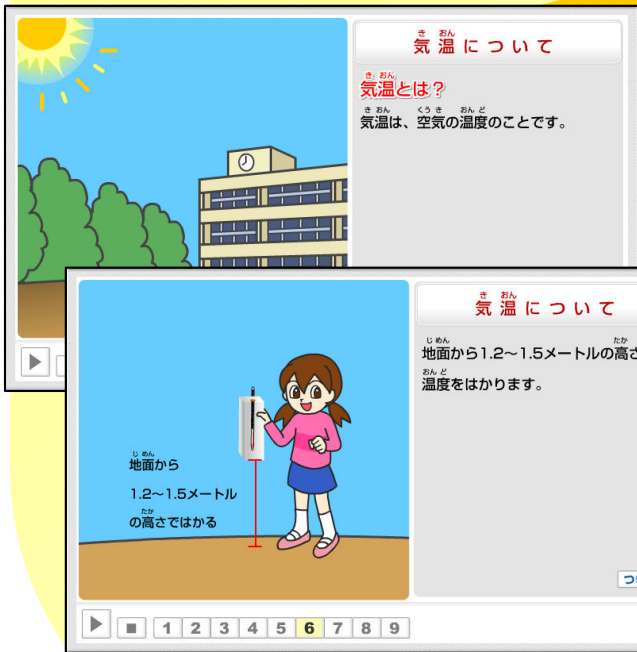 気温について
気温とは？
気温は、空気の温度のことです。
気温について
地面から1.2〜1.5メートルの高さ
温度をはかります。
地面から
1.2〜1.5メートル
の高さではかる
1 2 3 4 5 6 7 8 9